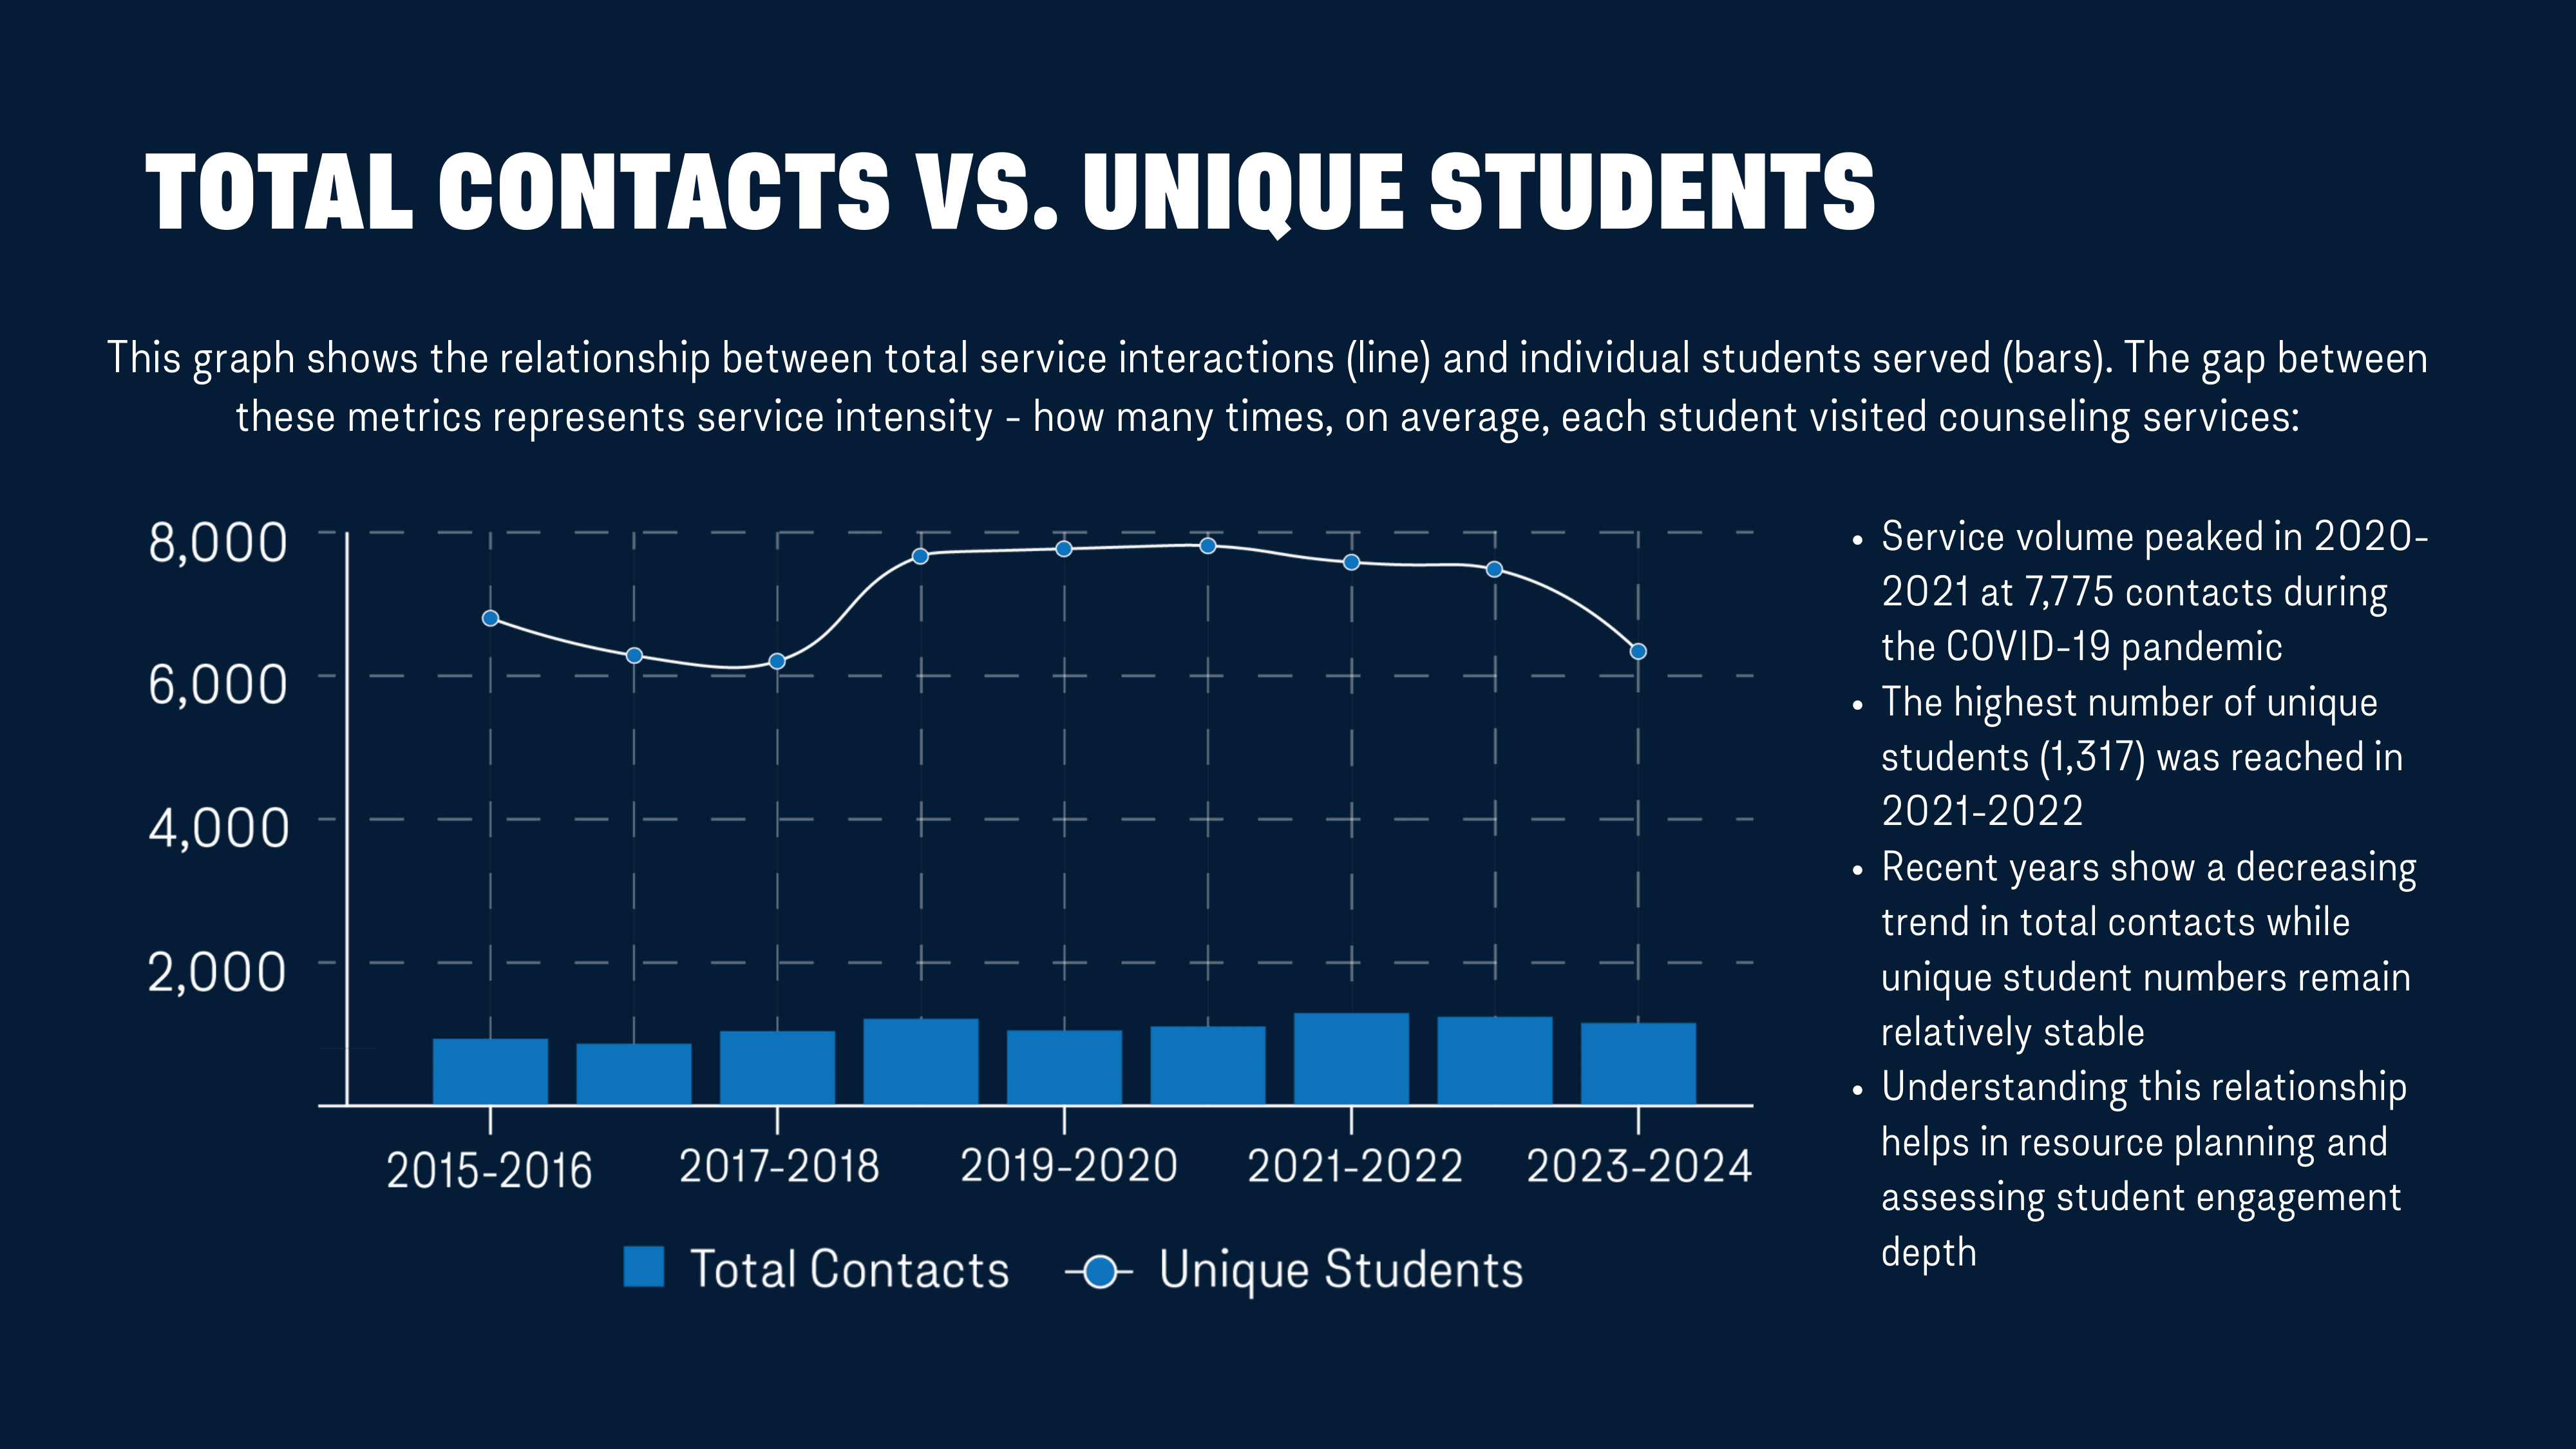 TOTAL CONTACTS VS. UNIQUE STUDENTS
This graph shows the relationship between total service interactions (line) and individual students served (bars). The gap between
these metrics represents service intensity - how many times, on average, each student visited counseling services:
8,000
6,000
4,000
2,000
2015-2016
2017-2018
2019-2020
2021-2022
2023-2024
Total Contacts
Unique Students
• Service volume peaked in 2020-
2021 at 7,775 contacts during
the COVID-19 pandemic
• The highest number of unique
students (1,317) was reached in
2021-2022
• Recent years show a decreasing
trend in total contacts while
unique student numbers remain
relatively stable
• Understanding this relationship
helps in resource planning and
assessing student engagement
depth